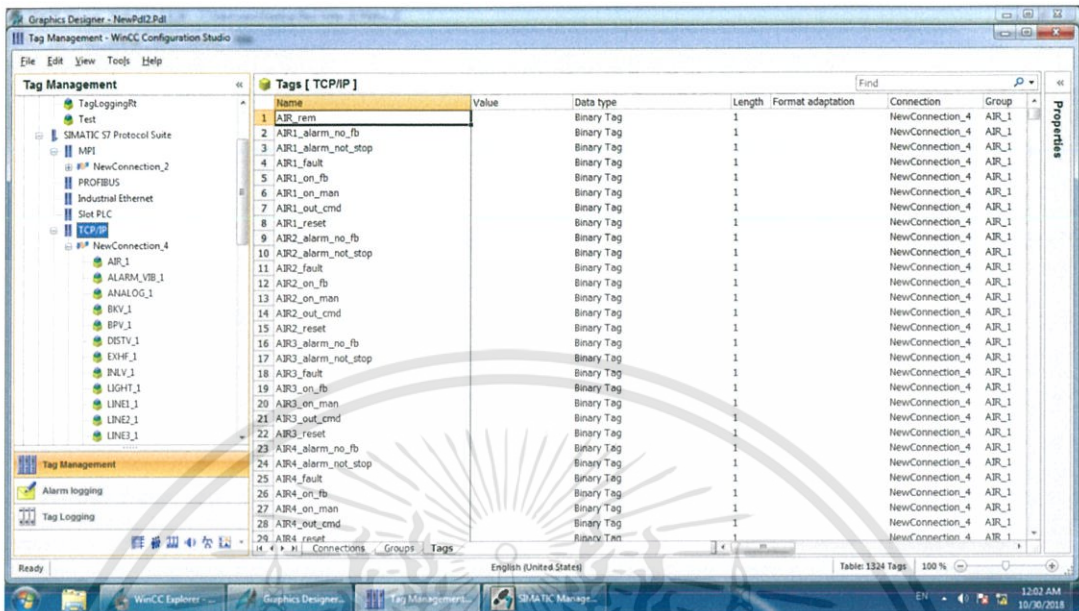 Graphics Designer - NewPdl2.Pdl
Tag Management - WinCC Configuration Studio
File Edit View Tools Help
Tag Management «
TagLoggingRt
Test
SIMATIC S7 Protocol Suite
MPI
NewConnection_2
PROFIBUS
Industrial Ethernet
Slot PLC
TCP/IP
NewConnection_4
AIR_1
ALARM_VIB_1
ANALOG_1
BKV_1
BPV_1
DISTV_1
EXHF_1
INLV_1
LIGHT_1
LINE1_1
LINE2_1
LINE3_1
Tag Management
Alarm logging
Tag Logging
Tags [ TCP/IP ] Find «
Properties
Name Value Data type Length Format adaptation Connection Group
1 AIR_rem Binary Tag 1 NewConnection_4 AIR_1
2 AIR1_alarm_no_fb Binary Tag 1 NewConnection_4 AIR_1
3 AIR1_alarm_not_stop Binary Tag 1 NewConnection_4 AIR_1
4 AIR1_fault Binary Tag 1 NewConnection_4 AIR_1
5 AIR1_on_fb Binary Tag 1 NewConnection_4 AIR_1
6 AIR1_on_man Binary Tag 1 NewConnection_4 AIR_1
7 AIR1_out_cmd Binary Tag 1 NewConnection_4 AIR_1
8 AIR1_reset Binary Tag 1 NewConnection_4 AIR_1
9 AIR2_alarm_no_fb Binary Tag 1 NewConnection_4 AIR_1
10 AIR2_alarm_not_stop Binary Tag 1 NewConnection_4 AIR_1
11 AIR2_fault Binary Tag 1 NewConnection_4 AIR_1
12 AIR2_on_fb Binary Tag 1 NewConnection_4 AIR_1
13 AIR2_on_man Binary Tag 1 NewConnection_4 AIR_1
14 AIR2_out_cmd Binary Tag 1 NewConnection_4 AIR_1
15 AIR2_reset Binary Tag 1 NewConnection_4 AIR_1
16 AIR3_alarm_no_fb Binary Tag 1 NewConnection_4 AIR_1
17 AIR3_alarm_not_stop Binary Tag 1 NewConnection_4 AIR_1
18 AIR3_fault Binary Tag 1 NewConnection_4 AIR_1
19 AIR3_on_fb Binary Tag 1 NewConnection_4 AIR_1
20 AIR3_on_man Binary Tag 1 NewConnection_4 AIR_1
21 AIR3_out_cmd Binary Tag 1 NewConnection_4 AIR_1
22 AIR3_reset Binary Tag 1 NewConnection_4 AIR_1
23 AIR4_alarm_no_fb Binary Tag 1 NewConnection_4 AIR_1
24 AIR4_alarm_not_stop Binary Tag 1 NewConnection_4 AIR_1
25 AIR4_fault Binary Tag 1 NewConnection_4 AIR_1
26 AIR4_on_fb Binary Tag 1 NewConnection_4 AIR_1
27 AIR4_on_man Binary Tag 1 NewConnection_4 AIR_1
28 AIR4_out_cmd Binary Tag 1 NewConnection_4 AIR_1
29 AIR4_reset Binary Tag 1 NewConnection_4 AIR_1
Connections Groups Tags
Ready English (United States) Table: 1324 Tags 100 %
WinCC Explorer - ... Graphics Designer... Tag Management... SIMATIC Manage... EN 12:02 AM
10/30/2018